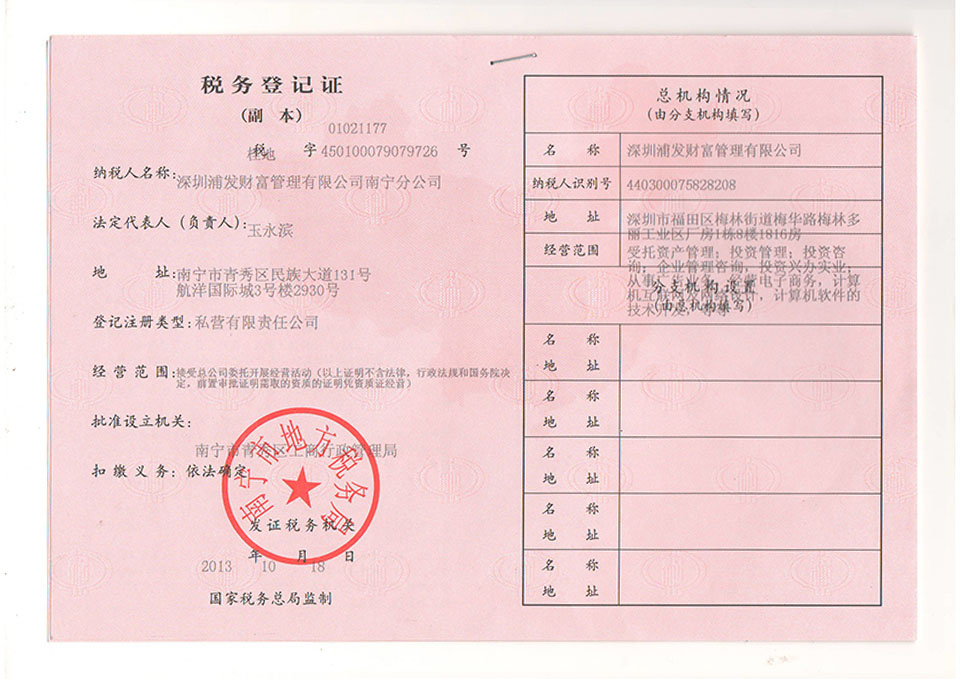 税务登记证
(副 本)
01021177
桂地 税 字 450100079079726 号
纳税人名称: 深圳浦发财富管理有限公司南宁分公司
法定代表人（负责人）: 玉永滨
地 址: 南宁市青秀区民族大道131号
航洋国际城3号楼2930号
登记注册类型: 私营有限责任公司
经 营 范 围: 接受总公司委托开展经营活动（以上证明不含法律，行政法规和国务院决
定，前置审批证明需取的资质的证明凭资质证经营）
批准设立机关:
南宁市青秀区工商行政管理局
扣 缴 义 务: 依法确定
南宁市地方税务局
发证税务机关
2013 年 10 月 18 日
国家税务总局监制
总机构情况
(由分支机构填写)
名 称 深圳浦发财富管理有限公司
纳税人识别号 440300075828208
地 址 深圳市福田区梅林街道梅华路梅林多
丽工业区厂房1栋8楼1816房
经营范围 受托资产管理；投资管理；投资咨
询；企业管理咨询，投资兴办实业；
从事广告业务；经营电子商务，计算
机互联网及网络设计，计算机软件的
技术开发，
分支机构设置
(由总机构填写)
名 称
地 址
名 称
地 址
名 称
地 址
名 称
地 址
名 称
地 址